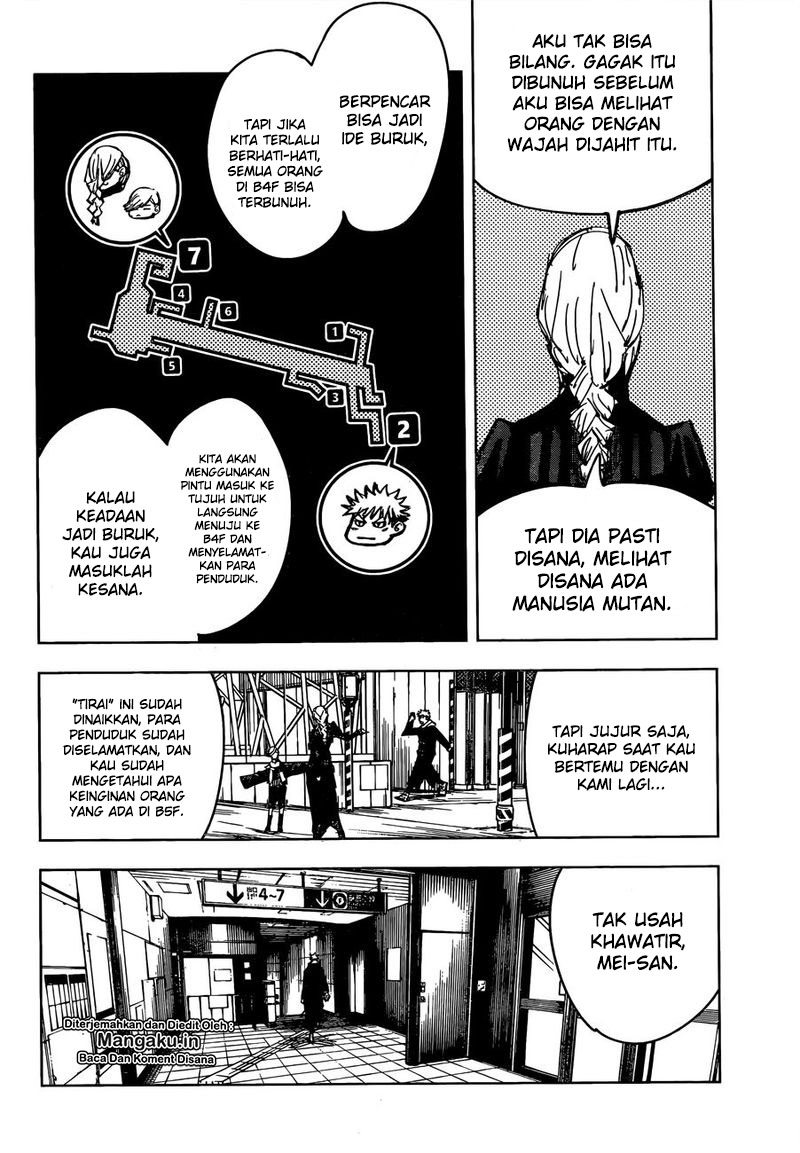 AKU TAK BISA
BILANG. GAGAK ITU
DIBUNUH SEBELUM
AKU BISA MELIHAT
ORANG DENGAN
WAJAH DIJAHIT ITU.
TAPI DIA PASTI
DISANA, MELIHAT
DISANA ADA
MANUSIA MUTAN.
BERPENCAR
BISA JADI
IDE BURUK,
TAPI JIKA
KITA TERLALU
BERHATI-HATI,
SEMUA ORANG
DI B4F BISA
TERBUNUH.
7
4
6
1
5
3
2
KITA AKAN
MENGGUNAKAN
PINTU MASUK KE
TUJUH UNTUK
LANGSUNG
MENUJU KE
B4F DAN
MENYELAMAT-
KAN PARA
PENDUDUK.
KALAU
KEADAAN
JADI BURUK,
KAU JUGA
MASUKLAH
KESANA.
TAPI JUJUR SAJA,
KUHARAP SAAT KAU
BERTEMU DENGAN
KAMI LAGI...
"TIRAI" INI SUDAH
DINAIKKAN, PARA
PENDUDUK SUDAH
DISELAMATKAN, DAN
KAU SUDAH
MENGETAHUI APA
KEINGINAN ORANG
YANG ADA DI B5F.
TAK USAH
KHAWATIR,
MEI-SAN.
4~7
Diterjemahkan dan Diedit Oleh :
Mangaku.in
Baca Dan Koment Disana